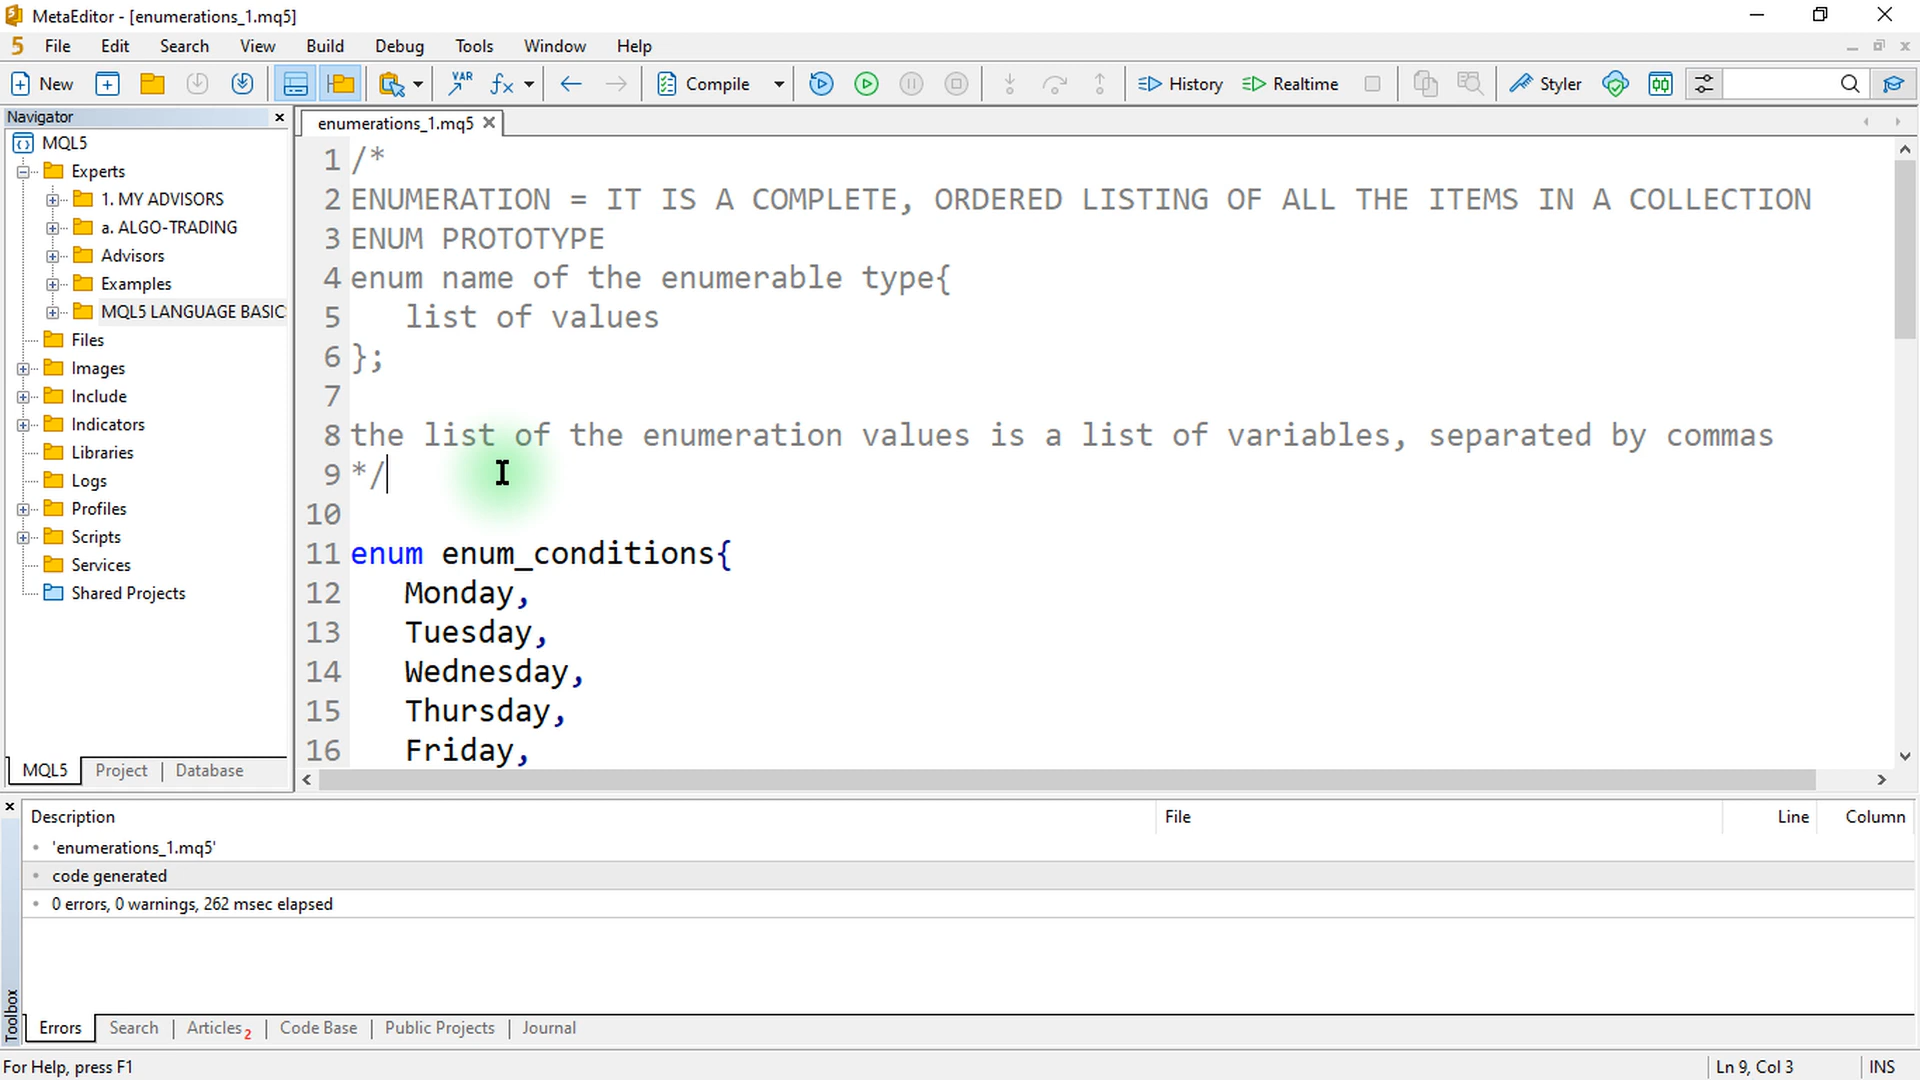 MetaEditor - [enumerations_1.mq5]
5 File Edit Search View Build Debug Tools Window Help
New VAR fx Compile History Realtime Styler
Navigator
MQL5
Experts
1. MY ADVISORS
a. ALGO-TRADING
Advisors
Examples
MQL5 LANGUAGE BASIC
Files
Images
Include
Indicators
Libraries
Logs
Profiles
Scripts
Services
Shared Projects
MQL5 Project Database
enumerations_1.mq5
1 /*
2 ENUMERATION = IT IS A COMPLETE, ORDERED LISTING OF ALL THE ITEMS IN A COLLECTION
3 ENUM PROTOTYPE
4 enum name of the enumerable type{
5 list of values
6 };
7
8 the list of the enumeration values is a list of variables, separated by commas
9 */
10
11 enum enum_conditions{
12 Monday,
13 Tuesday,
14 Wednesday,
15 Thursday,
16 Friday,
Description File Line Column
'enumerations_1.mq5'
code generated
0 errors, 0 warnings, 262 msec elapsed
Toolbox
Errors Search Articles 2 Code Base Public Projects Journal
For Help, press F1 Ln 9, Col 3 INS